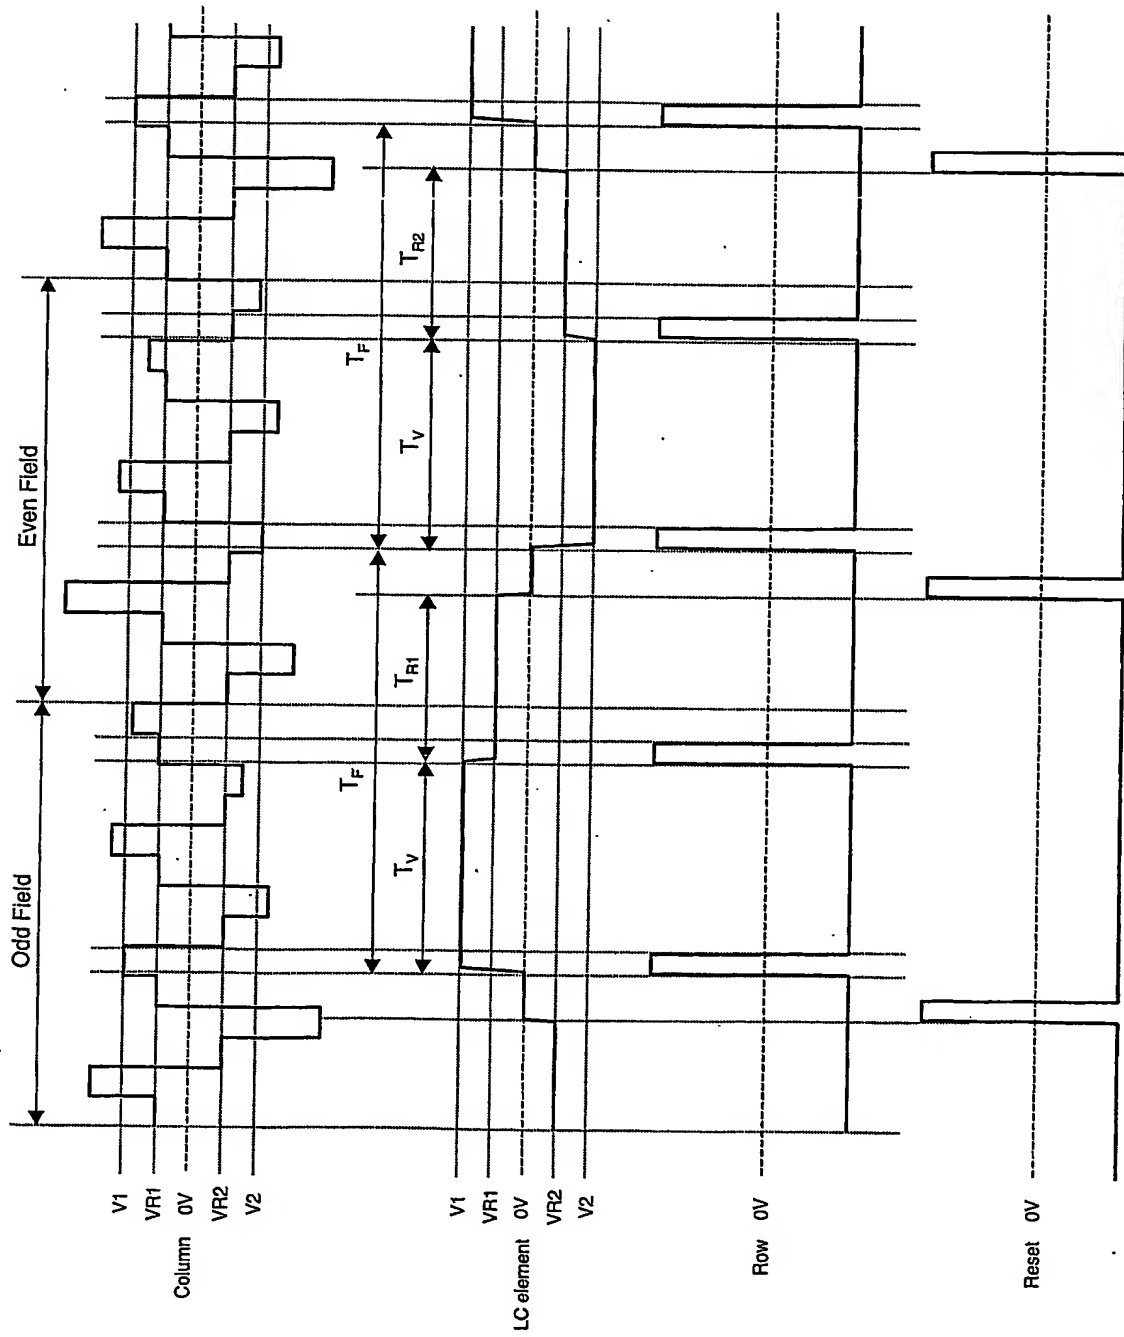 Odd Field
Even Field
V1
VR1
Column 0V
VR2
V2
T_F
T_F
T_V
T_R1
T_V
T_R2
V1
VR1
LC element 0V
VR2
V2
Row 0V
Reset 0V